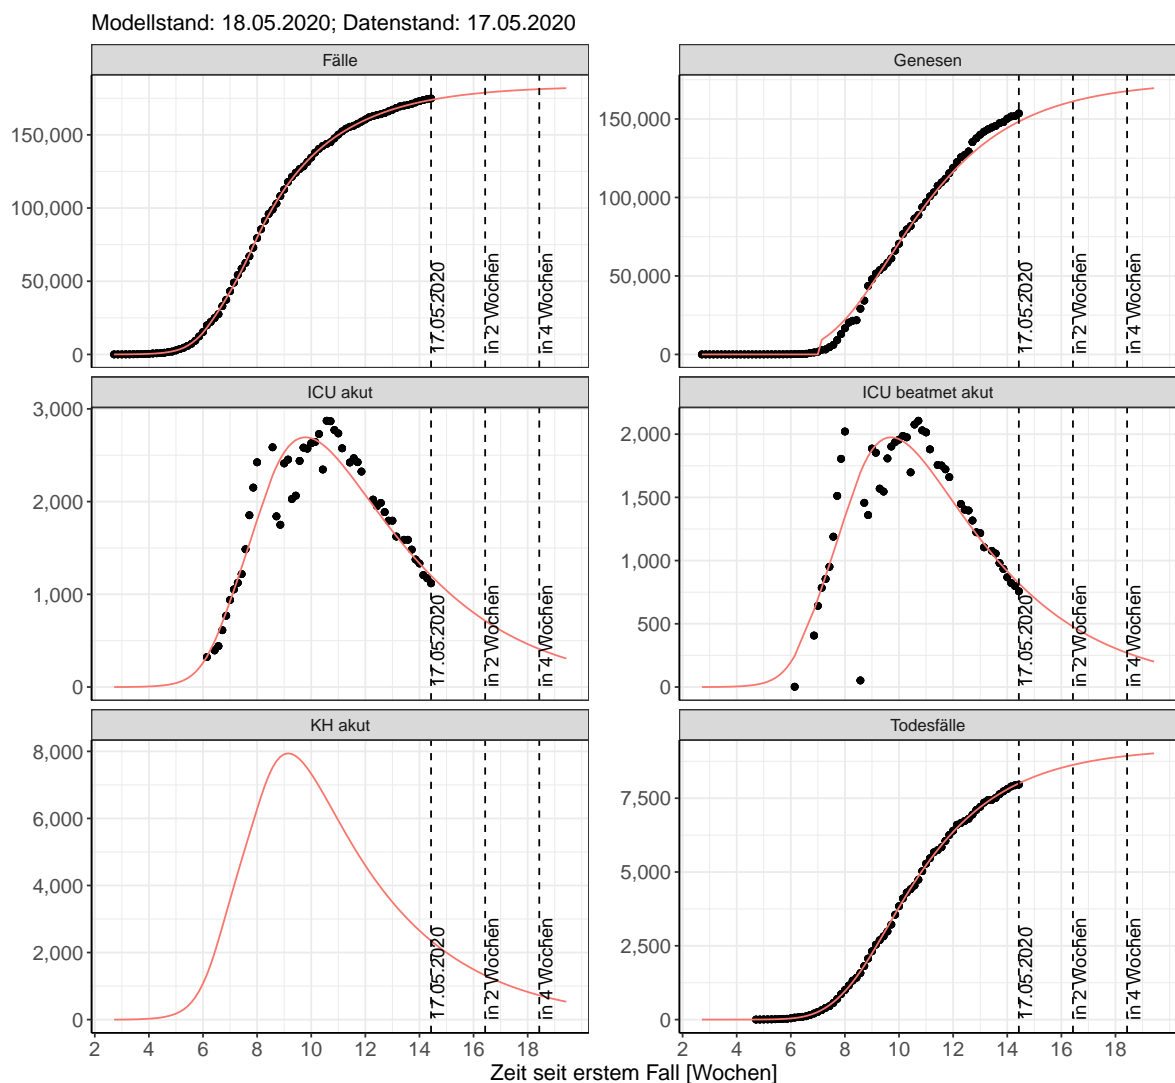 Modellstand: 18.05.2020; Datenstand: 17.05.2020
Fälle
Genesen
150,000
100,000
50,000
0
17.05.2020
in 2 Wochen
in 4 Wochen
150,000
100,000
50,000
0
17.05.2020
in 2 Wochen
in 4 Wochen
ICU akut
ICU beatmet akut
3,000
2,000
1,000
0
17.05.2020
in 2 Wochen
in 4 Wochen
2,000
1,500
1,000
500
0
17.05.2020
in 2 Wochen
in 4 Wochen
KH akut
Todesfälle
8,000
6,000
4,000
2,000
0
17.05.2020
in 2 Wochen
in 4 Wochen
7,500
5,000
2,500
0
17.05.2020
in 2 Wochen
in 4 Wochen
2 4 6 8 10 12 14 16 18
2 4 6 8 10 12 14 16 18
Zeit seit erstem Fall [Wochen]